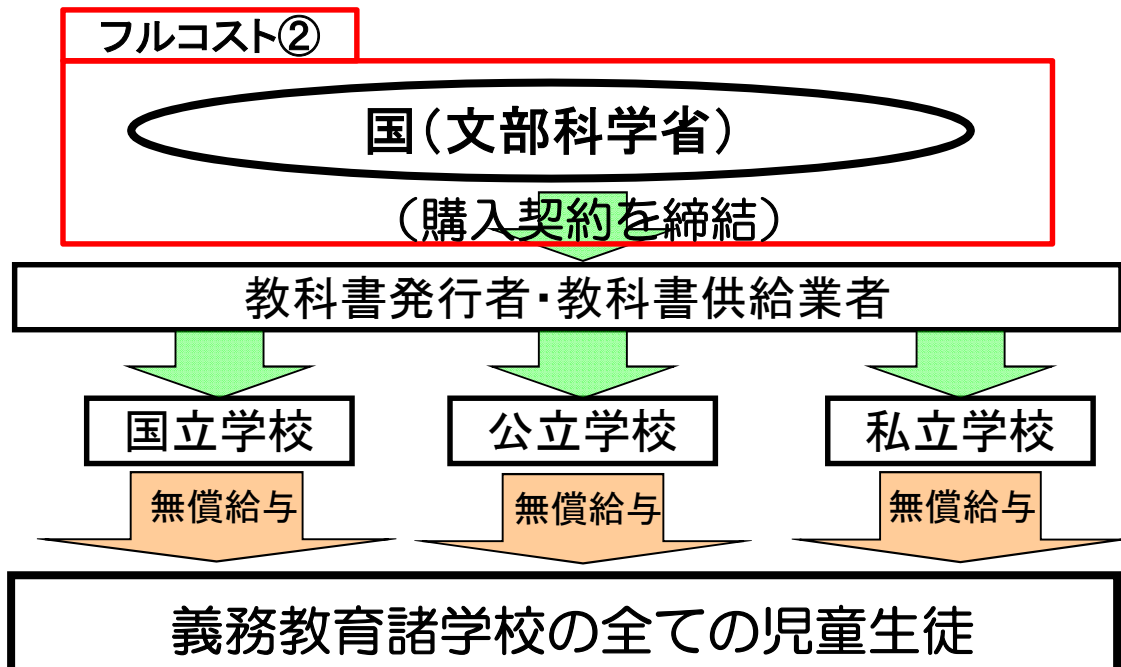 フルコスト②
国（文部科学省）
（購入契約を締結）
教科書発行者・教科書供給業者
国立学校 公立学校 私立学校
無償給与 無償給与 無償給与
義務教育諸学校の全ての児童生徒